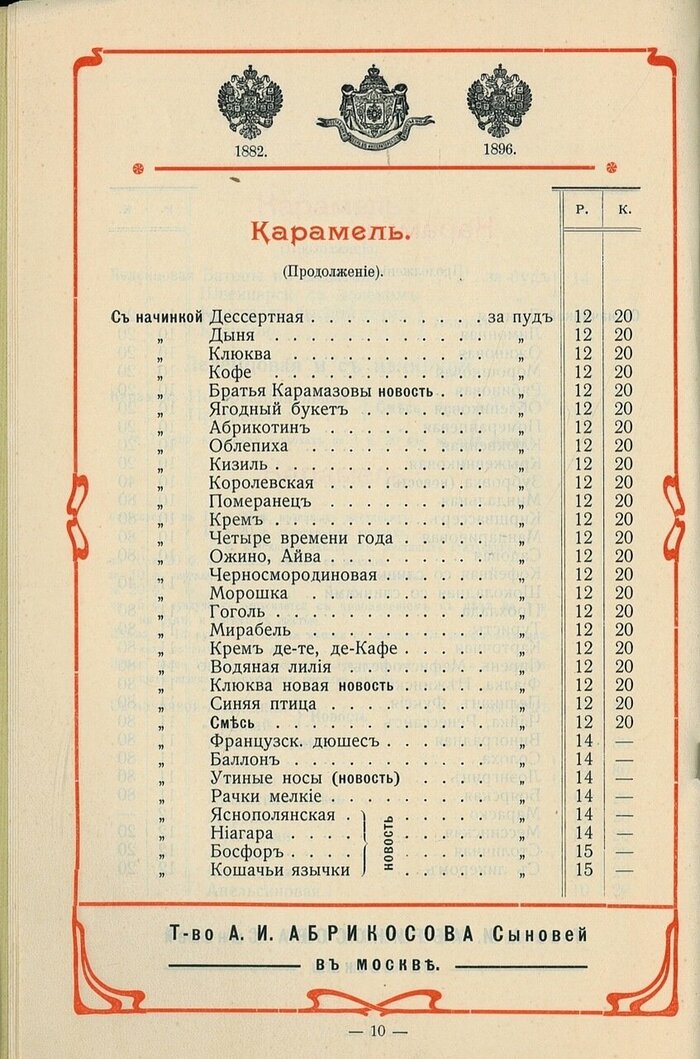 1882. 1896.
Р. К.
Карамель.
(Продолженіе).
Съ начинкой Дессертная . . . . . . . . . . за пудъ 12 20
„ Дыня . . . . . . . . . . . „ 12 20
„ Клюква . . . . . . . . . . „ 12 20
„ Кофе . . . . . . . . . . . „ 12 20
„ Братья Карамазовы новость . . . „ 12 20
„ Ягодный букетъ . . . . . . „ 12 20
„ Абрикотинъ . . . . . . . . „ 12 20
„ Облепиха . . . . . . . . . „ 12 20
„ Кизиль . . . . . . . . . . „ 12 20
„ Королевская . . . . . . . . „ 12 20
„ Померанецъ . . . . . . . . „ 12 20
„ Кремъ . . . . . . . . . . . „ 12 20
„ Четыре времени года . . . . „ 12 20
„ Ожино, Айва . . . . . . . . „ 12 20
„ Черносмородиновая . . . . . „ 12 20
„ Морошка . . . . . . . . . . „ 12 20
„ Гоголь . . . . . . . . . . . „ 12 20
„ Мирабель . . . . . . . . . „ 12 20
„ Кремъ де-те, де-Кафе . . . . „ 12 20
„ Водяная лилія . . . . . . . „ 12 20
„ Клюква новая новость . . . . „ 12 20
„ Синяя птица . . . . . . . . „ 12 20
„ Смѣсь . . . . . . . . . . . „ 12 20
„ Французск. дюшесъ . . . . . „ 14 —
„ Баллонъ . . . . . . . . . . „ 14 —
„ Утиные носы (новость) . . . . „ 14 —
„ Рачки мелкіе . . . . . . . . „ 14 —
„ Яснополянская . . . . . . „ 14 —
„ Ніагара . . . . . . . . . „ 14 —
„ Босфоръ . . . . . . . . . „ 15 —
„ Кошачьи язычки . . . . . „ 15 —
новость
Т-во А. И. АБРИКОСОВА Сыновей
ВЪ МОСКВѢ.
— 10 —